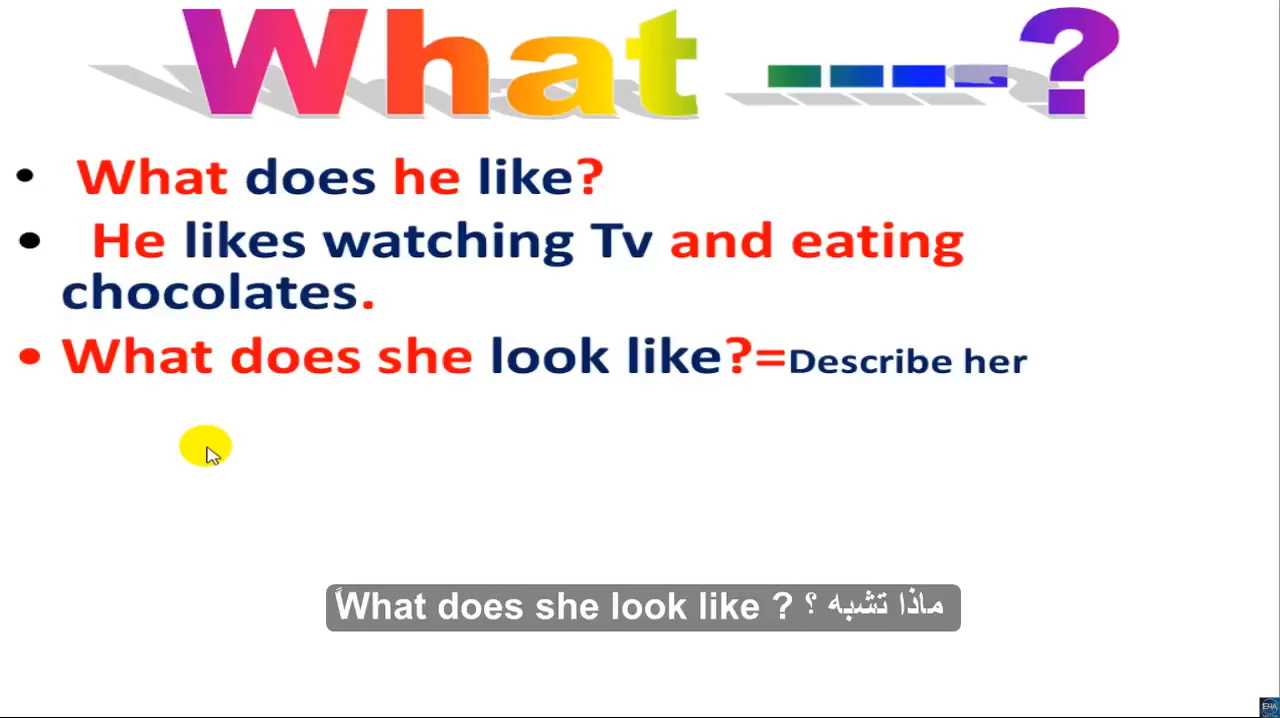 What ----?
• What does he like?
• He likes watching Tv and eating
chocolates.
• What does she look like?=Describe her
ًWhat does she look like ? ماذا تشبه ؟